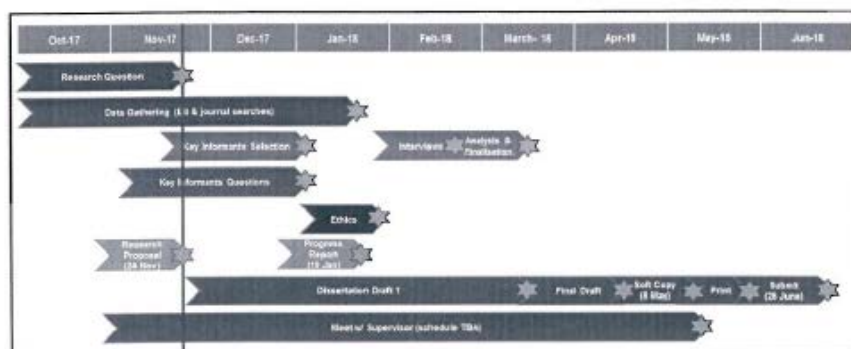 Oct-17 Nov-17 Dec-17 Jan-18 Feb-18 March- 18 Apr-18 May-18 Jun-18
Research Question
Data Gathering (Lit & journal searches)
Key Informants Selection
Interviews
Analysis &
Finalisation
Key Informants Questions
Ethics
Research
Proposal
(24 Nov)
Progress
Report
(19 Jan)
Dissertation Draft 1
Final Draft
Soft Copy
(8 May)
Print
Submit
(28 June)
Meet w/ Supervisor (schedule TBA)